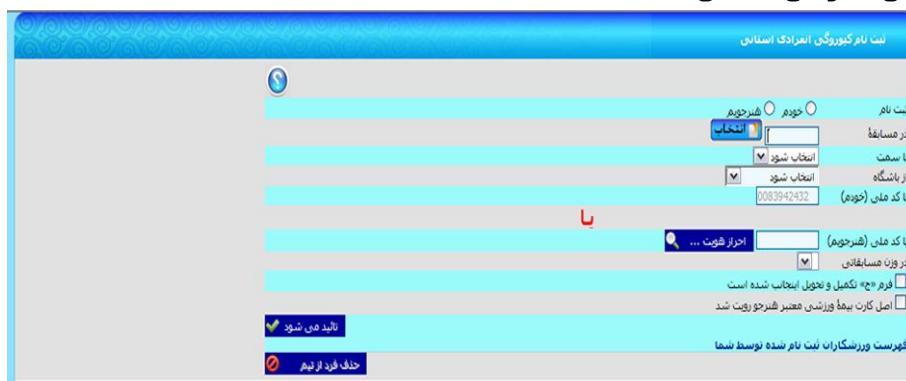 ثبت نام کیوروگی انفرادی استانی
ثبت نام خودم هنرجویم
در مسابقۀ انتخاب
با سمت انتخاب شود
از باشگاه انتخاب شود
با کد ملی (خودم) 0083942432
یا
با کد ملی (هنرجویم) احراز هویت ...
در وزن مسابقاتی
فرم «ج» تکمیل و تحویل اینجانب شده است
اصل کارت بیمۀ ورزشی معتبر هنرجو رویت شد
تائید می شود
فهرست ورزشکاران ثبت نام شده توسط شما
حذف فرد از تیم